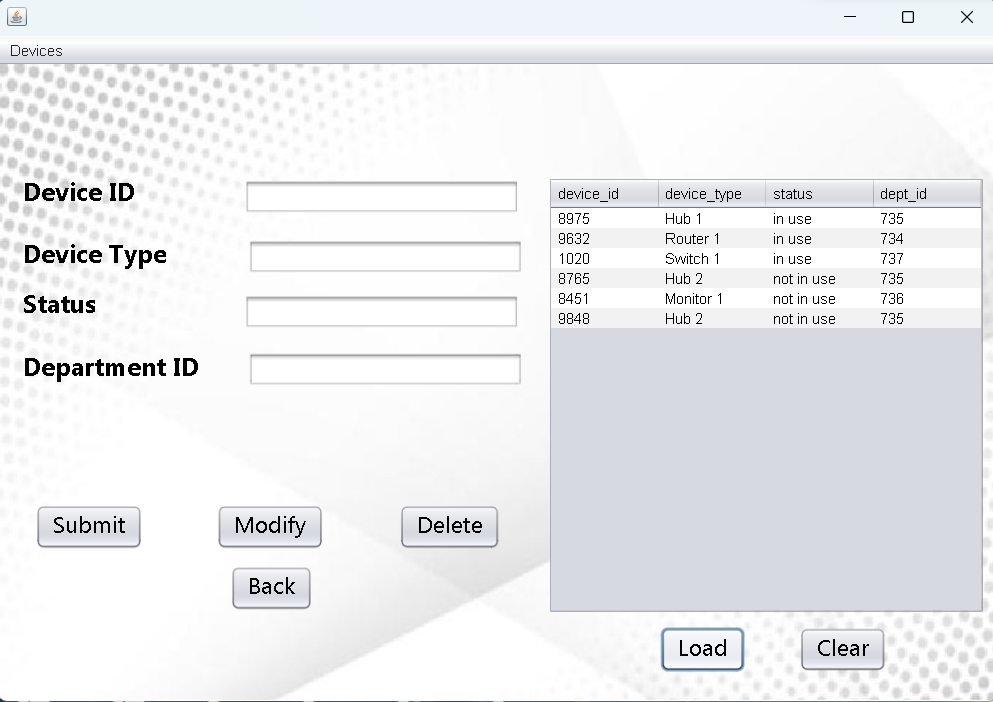 Devices
Device ID
Device Type
Status
Department ID
Submit Modify Delete
Back
device_id device_type status dept_id
8975 Hub 1 in use 735
9632 Router 1 in use 734
1020 Switch 1 in use 737
8765 Hub 2 not in use 735
8451 Monitor 1 not in use 736
9848 Hub 2 not in use 735
Load Clear